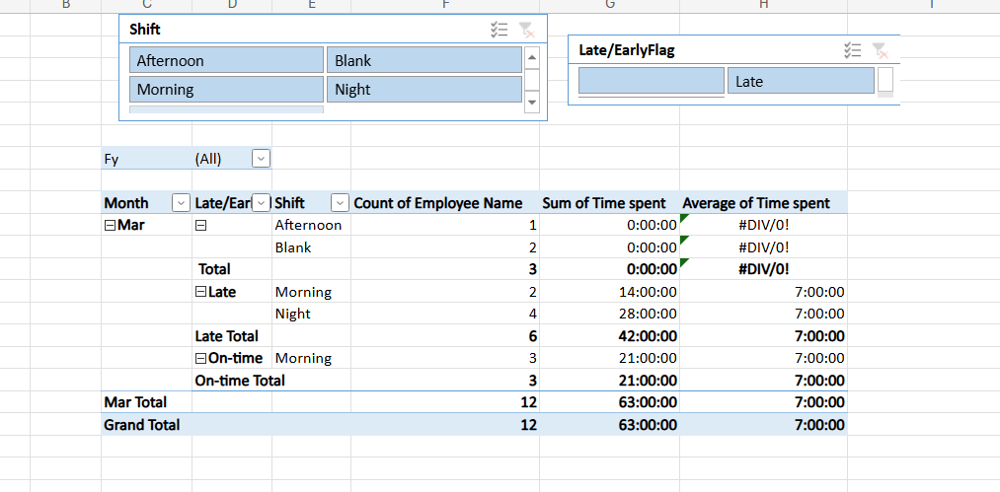 B C D E F G H I
Shift
Afternoon Blank
Morning Night
Late/EarlyFlag
Late
Fy (All)
Month Late/Earl Shift Count of Employee Name Sum of Time spent Average of Time spent
Mar Afternoon 1 0:00:00 #DIV/0!
Blank 2 0:00:00 #DIV/0!
Total 3 0:00:00 #DIV/0!
Late Morning 2 14:00:00 7:00:00
Night 4 28:00:00 7:00:00
Late Total 6 42:00:00 7:00:00
On-time Morning 3 21:00:00 7:00:00
On-time Total 3 21:00:00 7:00:00
Mar Total 12 63:00:00 7:00:00
Grand Total 12 63:00:00 7:00:00